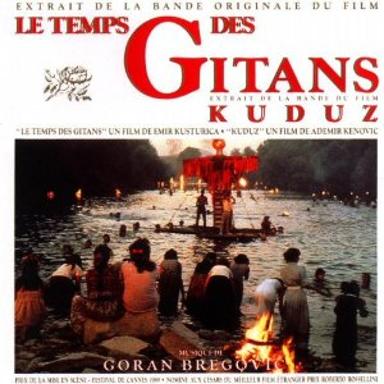 EXTRAIT DE LA BANDE ORIGINALE DU FILM
LE TEMPS DES
GITANS
EXTRAIT DE LA BANDE DU FILM
KUDUZ
"LE TEMPS DES GITANS" UN FILM DE EMIR KUSTURICA • "KUDUZ" UN FILM DE ADEMIR KENOVIC
MUSIQUE DE
GORAN BREGOVIC
PRIX DE LA MISE EN SCÈNE - FESTIVAL DE CANNES 1989 • NOMINÉ AUX CESARS DU MEILLEUR FILM ÉTRANGER PRIX ROBERTO ROSSELLINI